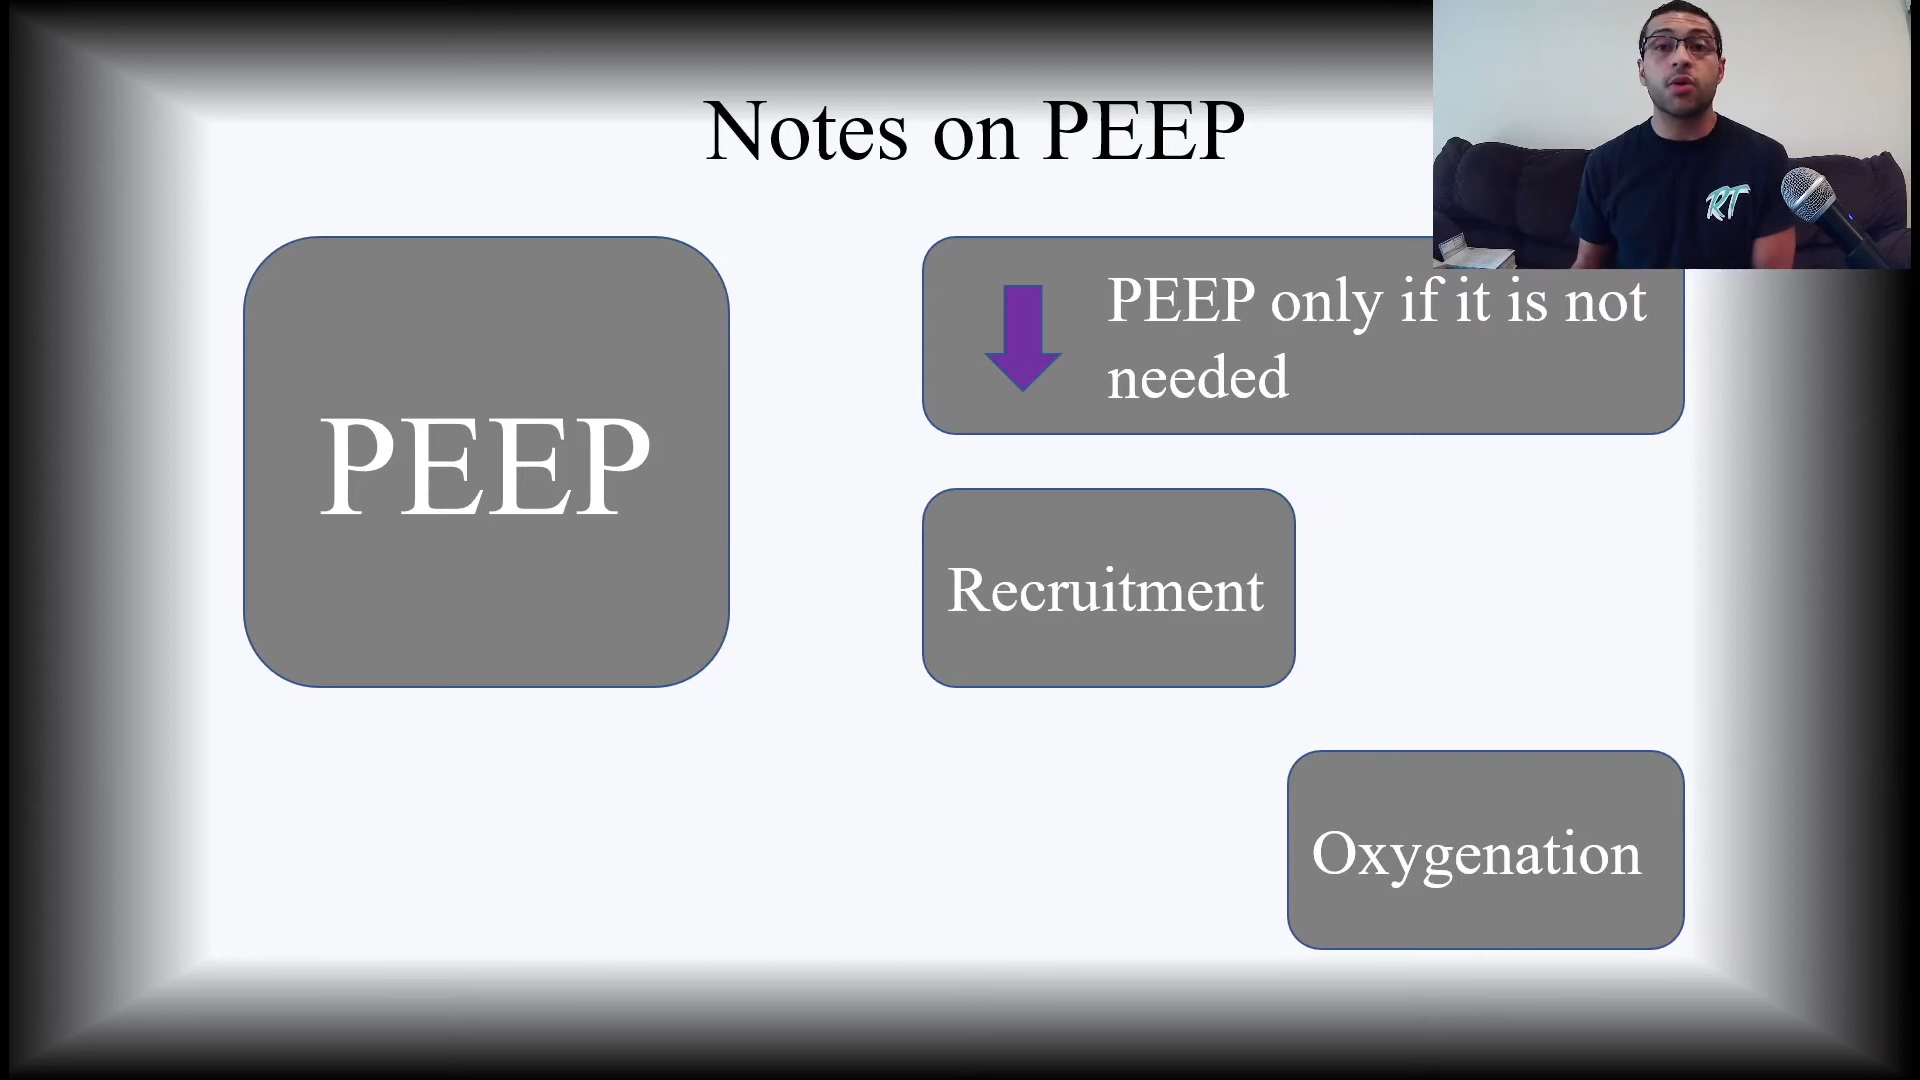 Notes on PEEP
RT
PEEP
PEEP only if it is not
needed
Recruitment
Oxygenation